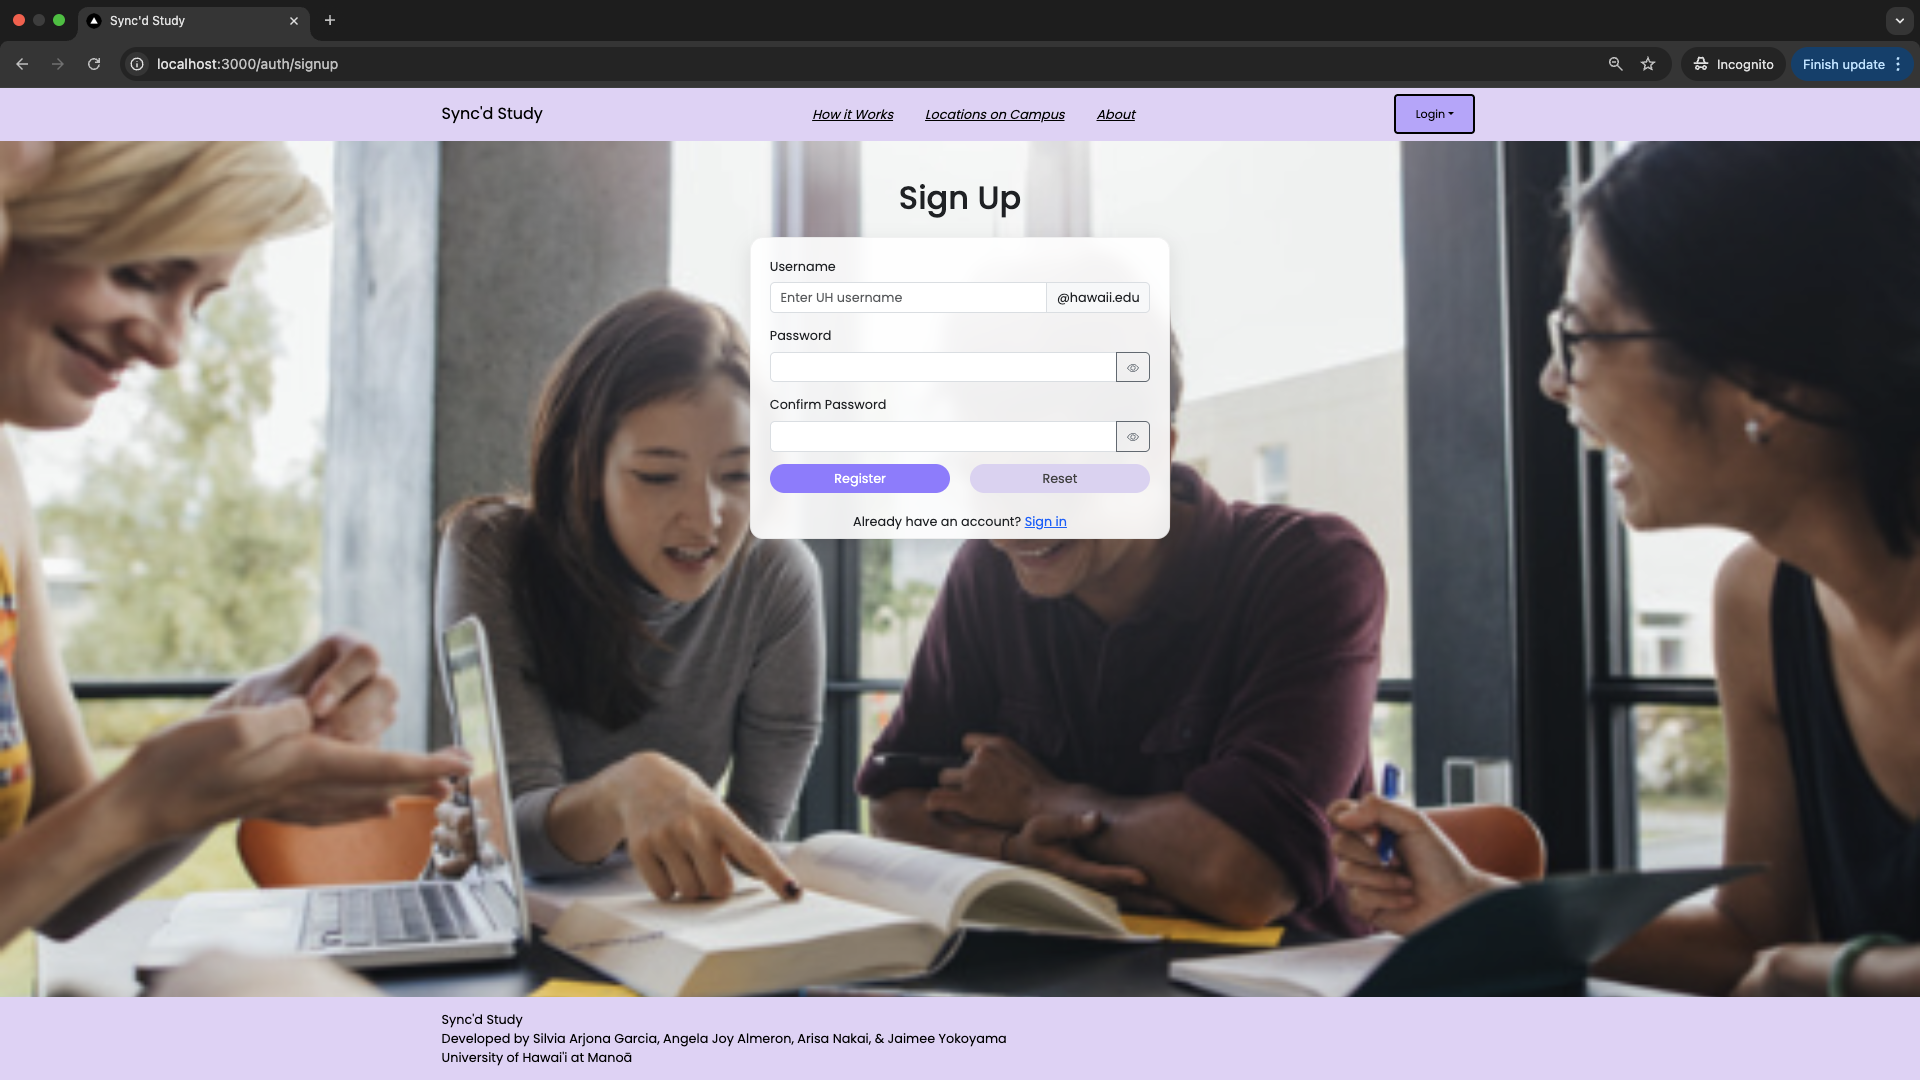 Sync'd Study
localhost:3000/auth/signup
Incognito
Finish update
Sync'd Study
How it Works
Locations on Campus
About
Login
Sign Up
Username
Enter UH username
@hawaii.edu
Password
Confirm Password
Register
Reset
Already have an account? Sign in
Sync'd Study
Developed by Silvia Arjona Garcia, Angela Joy Almeron, Arisa Nakai, & Jaimee Yokoyama
University of Hawai'i at Manoā